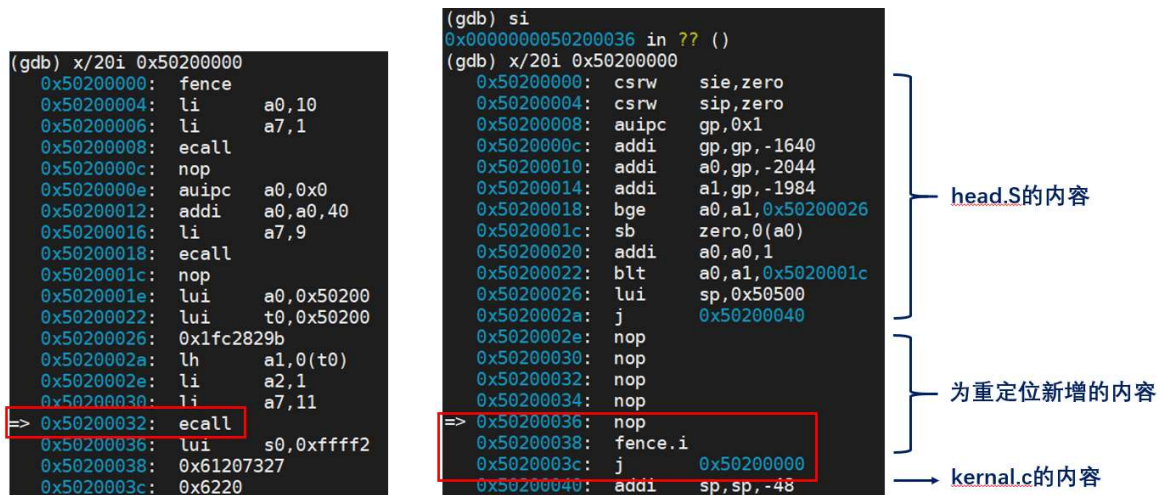 (gdb) x/20i 0x50200000
0x50200000: fence
0x50200004: li a0,10
0x50200006: li a7,1
0x50200008: ecall
0x5020000c: nop
0x5020000e: auipc a0,0x0
0x50200012: addi a0,a0,40
0x50200016: li a7,9
0x50200018: ecall
0x5020001c: nop
0x5020001e: lui a0,0x50200
0x50200022: lui t0,0x50200
0x50200026: 0x1fc2829b
0x5020002a: lh a1,0(t0)
0x5020002e: li a2,1
0x50200030: li a7,11
=> 0x50200032: ecall
0x50200036: lui s0,0xffff2
0x50200038: 0x61207327
0x5020003c: 0x6220
(gdb) si
0x0000000050200036 in ?? ()
(gdb) x/20i 0x50200000
0x50200000: csrw sie,zero
0x50200004: csrw sip,zero
0x50200008: auipc gp,0x1
0x5020000c: addi gp,gp,-1640
0x50200010: addi a0,gp,-2044
0x50200014: addi a1,gp,-1984
0x50200018: bge a0,a1,0x50200026
0x5020001c: sb zero,0(a0)
0x50200020: addi a0,a0,1
0x50200022: blt a0,a1,0x5020001c
0x50200026: lui sp,0x50500
0x5020002a: j 0x50200040
0x5020002e: nop
0x50200030: nop
0x50200032: nop
0x50200034: nop
=> 0x50200036: nop
0x50200038: fence.i
0x5020003c: j 0x50200000
0x50200040: addi sp,sp,-48
head.S的内容
为重定位新增的内容
kernal.c的内容